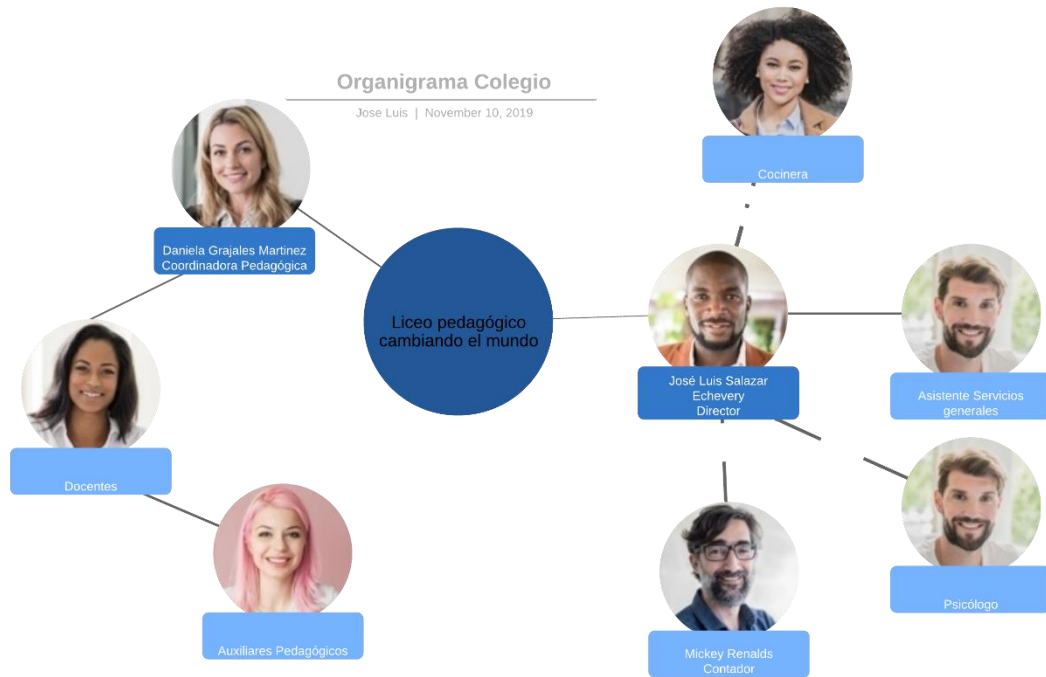 Organigrama Colegio
Jose Luis | November 10, 2019
Cocinera
Daniela Grajales Martinez
Coordinadora Pedagógica
Liceo pedagógico
cambiando el mundo
José Luis Salazar
Echevery
Director
Asistente Servicios
generales
Docentes
Psicólogo
Auxiliares Pedagógicos
Mickey Renalds
Contador